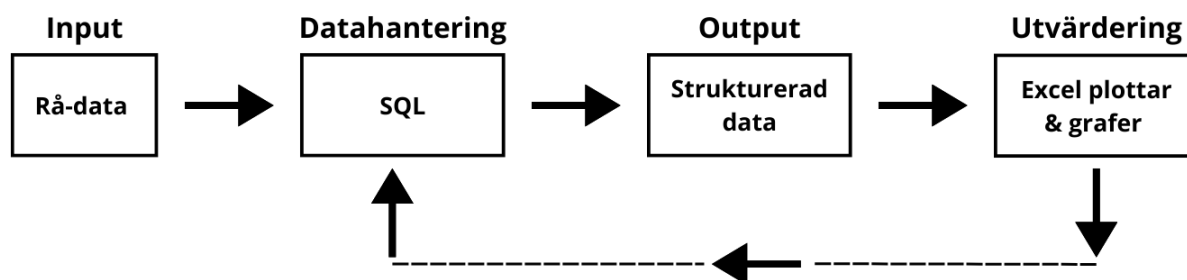 Input
Datahantering
Output
Utvärdering
Rå-data
SQL
Strukturerad
data
Excel plottar
& grafer